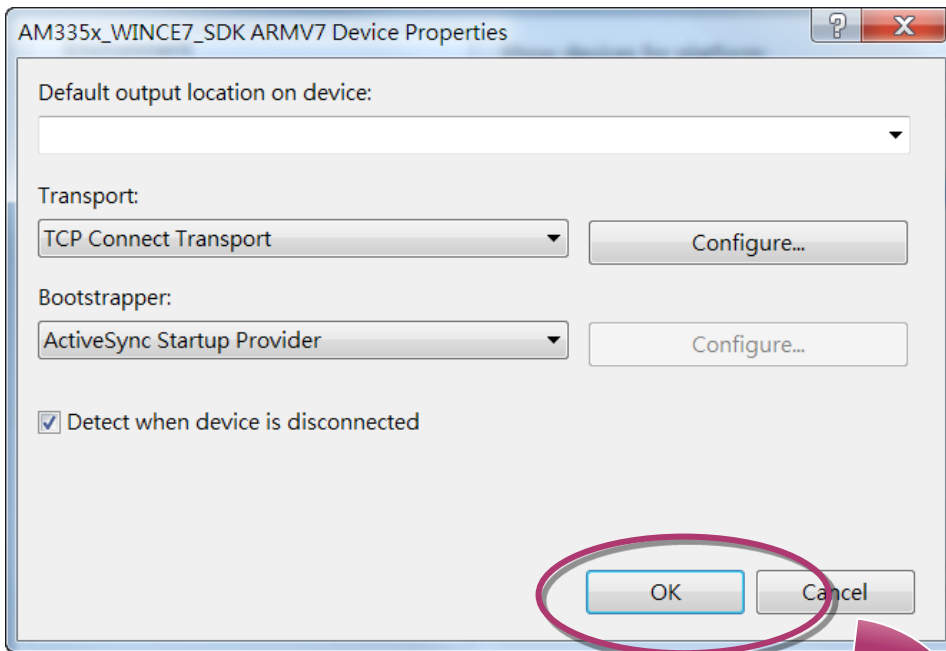 AM335x_WINCE7_SDK ARMV7 Device Properties
Default output location on device:
Transport:
TCP Connect Transport
Configure...
Bootstrapper:
ActiveSync Startup Provider
Configure...
Detect when device is disconnected
OK
Cancel